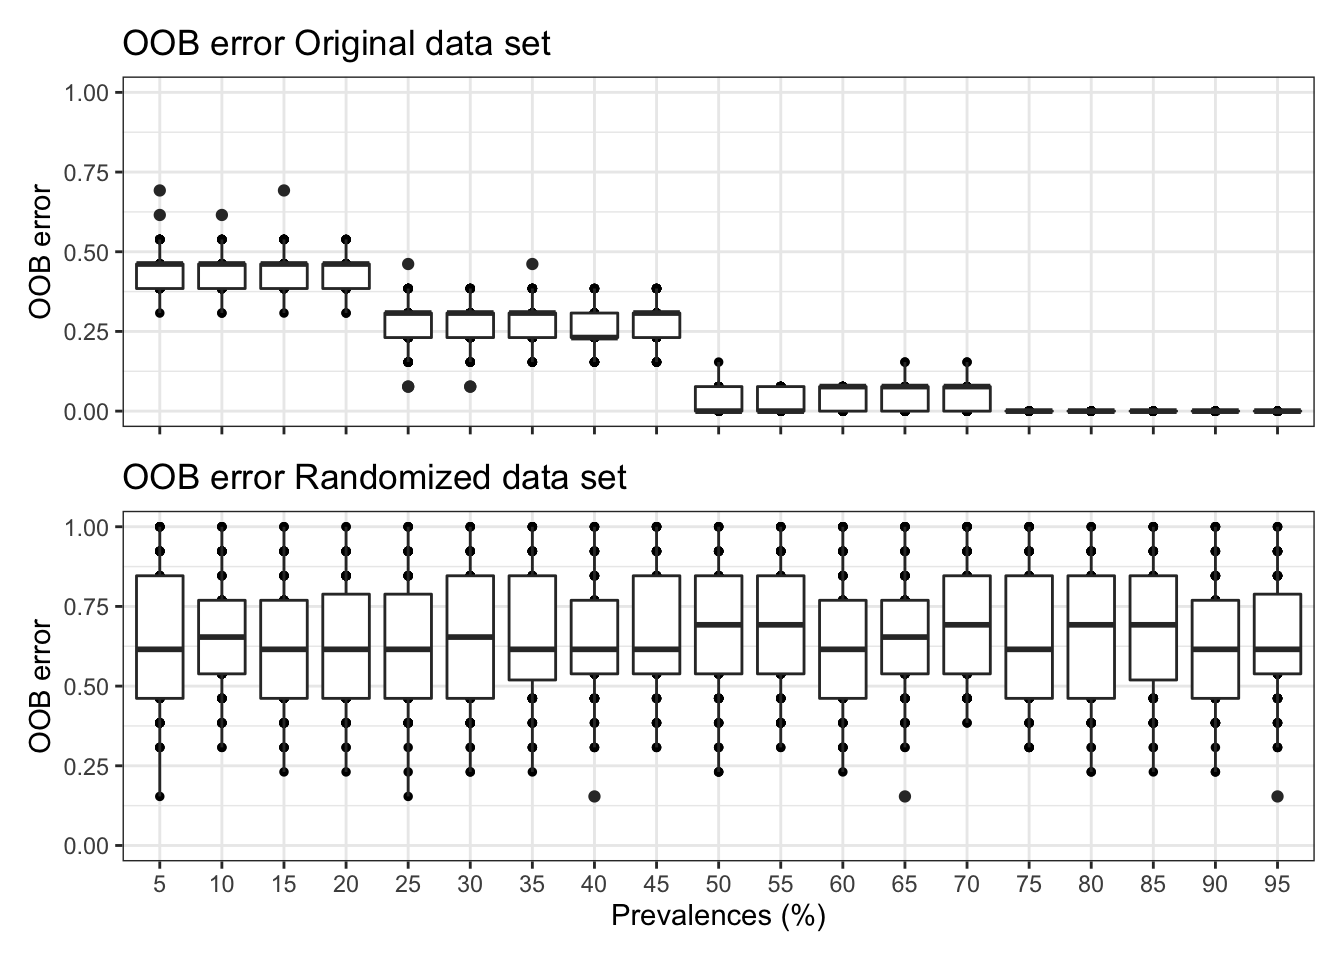 OOB error Original data set
1.00
0.75
0.50
0.25
0.00
OOB error
OOB error Randomized data set
1.00
0.75
0.50
0.25
0.00
OOB error
5 10 15 20 25 30 35 40 45 50 55 60 65 70 75 80 85 90 95
Prevalences (%)